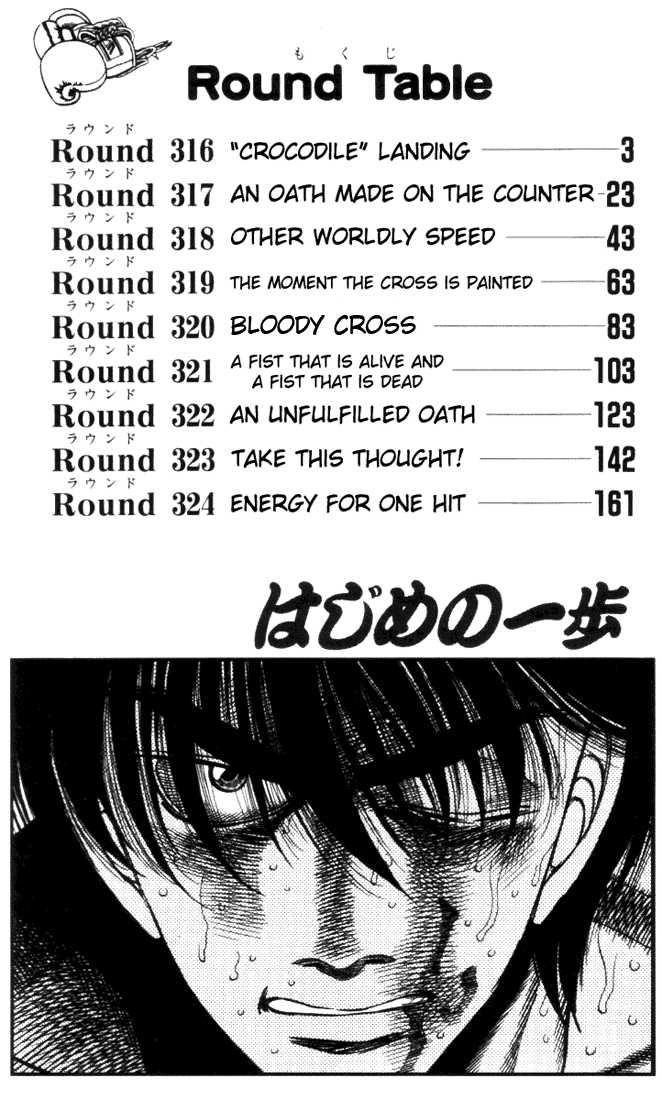 もくじ
Round Table
ラウンド
Round 316 "CROCODILE" LANDING 3
ラウンド
Round 317 AN OATH MADE ON THE COUNTER 23
ラウンド
Round 318 OTHER WORLDLY SPEED 43
ラウンド
Round 319 THE MOMENT THE CROSS IS PAINTED 63
ラウンド
Round 320 BLOODY CROSS 83
ラウンド
Round 321 A FIST THAT IS ALIVE AND
A FIST THAT IS DEAD 103
ラウンド
Round 322 AN UNFULFILLED OATH 123
ラウンド
Round 323 TAKE THIS THOUGHT! 142
ラウンド
Round 324 ENERGY FOR ONE HIT 161
はじめの一歩